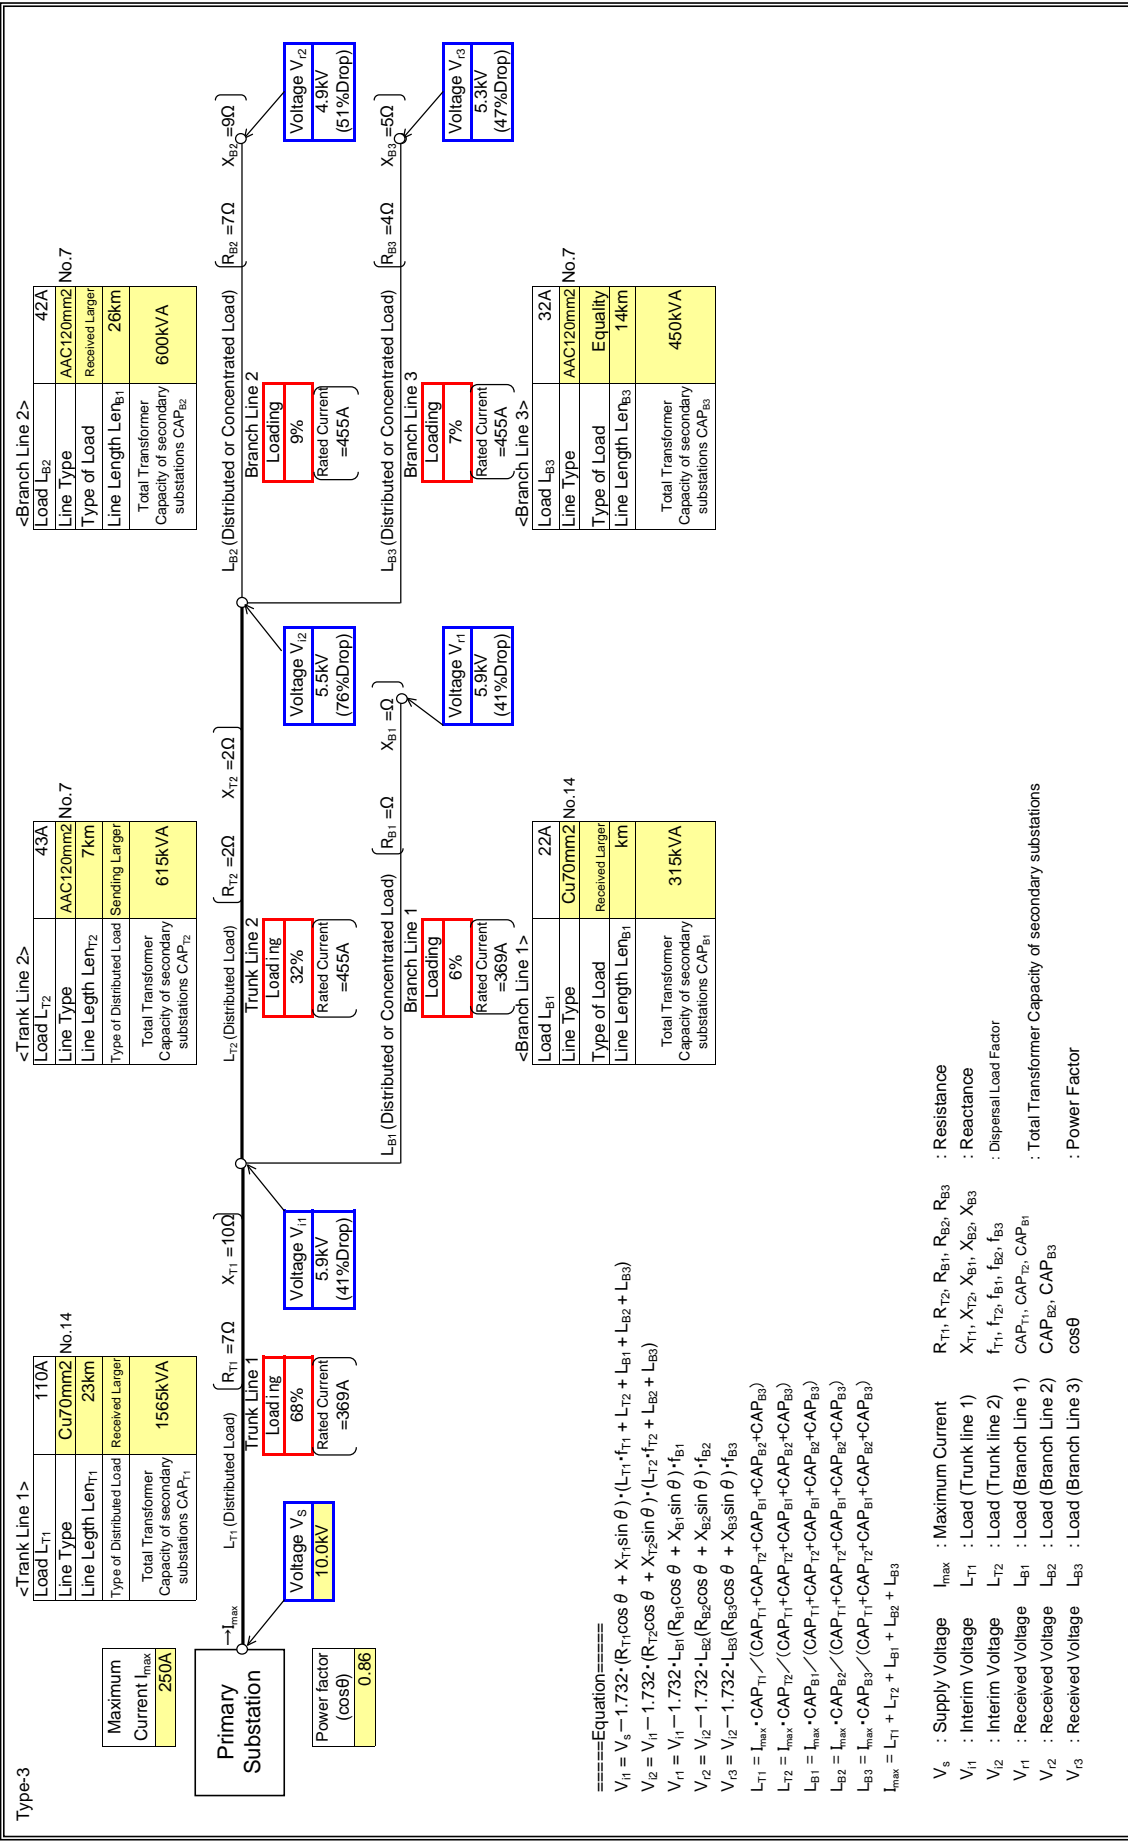 Type-3
Maximum
Current Imax
250A
Primary
Substation
Power factor
(cosθ)
0.86
→Imax
Voltage VS
10.0kV
<Trank Line 1>
Load LT1 110A
Line Type Cu70mm2 No.14
Line Legth LenT1 23km
Type of Distributed Load Received Larger
Total Transformer
Capacity of secondary
substations CAPT1
1565kVA
LT1 (Distributed Load) RT1 =7Ω XT1 =10Ω
Trunk Line 1
Loading
68%
Rated Current
=369A
Voltage Vi1
5.9kV
(41%Drop)
<Trank Line 2>
Load LT2 43A
Line Type AAC120mm2 No.7
Line Legth LenT2 7km
Type of Distributed Load Sending Larger
Total Transformer
Capacity of secondary
substations CAPT2
615kVA
LT2 (Distributed Load) RT2 =2Ω XT2 =2Ω
Trunk Line 2
Loading
32%
Rated Current
=455A
Voltage Vi2
5.5kV
(76%Drop)
LB1 (Distributed or Concentrated Load) RB1 =Ω XB1 =Ω
Branch Line 1
Loading
6%
Rated Current
=369A
Voltage Vr1
5.9kV
(41%Drop)
<Branch Line 1>
Load LB1 22A
Line Type Cu70mm2 No.14
Type of Load Received Larger
Line Length LenB1 km
Total Transformer
Capacity of secondary
substations CAPB1
315kVA
<Branch Line 2>
Load LB2 42A
Line Type AAC120mm2 No.7
Type of Load Received Larger
Line Length LenB1 26km
Total Transformer
Capacity of secondary
substations CAPB2
600kVA
LB2 (Distributed or Concentrated Load) RB2 =7Ω XB2 =9Ω
Branch Line 2
Loading
9%
Rated Current
=455A
Voltage Vr2
4.9kV
(51%Drop)
LB3 (Distributed or Concentrated Load) RB3 =4Ω XB3 =5Ω
Branch Line 3
Loading
7%
Rated Current
=455A
Voltage Vr3
5.3kV
(47%Drop)
<Branch Line 3>
Load LB3 32A
Line Type AAC120mm2 No.7
Type of Load Equality
Line Length LenB3 14km
Total Transformer
Capacity of secondary
substations CAPB3
450kVA
=====Equation=====
Vi1 = Vs−1.732・(RT1cos θ + XT1sin θ)・(LT1・fT1 + LT2 + LB1 + LB2 + LB3)
Vi2 = Vi1−1.732・(RT2cos θ + XT2sin θ)・(LT2・fT2 + LB2 + LB3)
Vr1 = Vi1−1.732・LB1(RB1cos θ + XB1sin θ)・fB1
Vr2 = Vi2−1.732・LB2(RB2cos θ + XB2sin θ)・fB2
Vr3 = Vi2−1.732・LB3(RB3cos θ + XB3sin θ)・fB3
LT1 = Imax・CAPT1／(CAPT1+CAPT2+CAPB1+CAPB2+CAPB3)
LT2 = Imax・CAPT2／(CAPT1+CAPT2+CAPB1+CAPB2+CAPB3)
LB1 = Imax・CAPB1／(CAPT1+CAPT2+CAPB1+CAPB2+CAPB3)
LB2 = Imax・CAPB2／(CAPT1+CAPT2+CAPB1+CAPB2+CAPB3)
LB3 = Imax・CAPB3／(CAPT1+CAPT2+CAPB1+CAPB2+CAPB3)
Imax = LT1 + LT2 + LB1 + LB2 + LB3
Vs : Supply Voltage Imax : Maximum Current RT1, RT2, RB1, RB2, RB3 : Resistance
Vi1 : Interim Voltage LT1 : Load (Trunk line 1) XT1, XT2, XB1, XB2, XB3 : Reactance
Vi2 : Interim Voltage LT2 : Load (Trunk line 2) fT1, fT2, fB1, fB2, fB3 : Dispersal Load Factor
Vr1 : Received Voltage LB1 : Load (Branch Line 1) CAPT1, CAPT2, CAPB1 : Total Transformer Capacity of secondary substations
Vr2 : Received Voltage LB2 : Load (Branch Line 2) CAPB2, CAPB3
Vr3 : Received Voltage LB3 : Load (Branch Line 3) cosθ : Power Factor